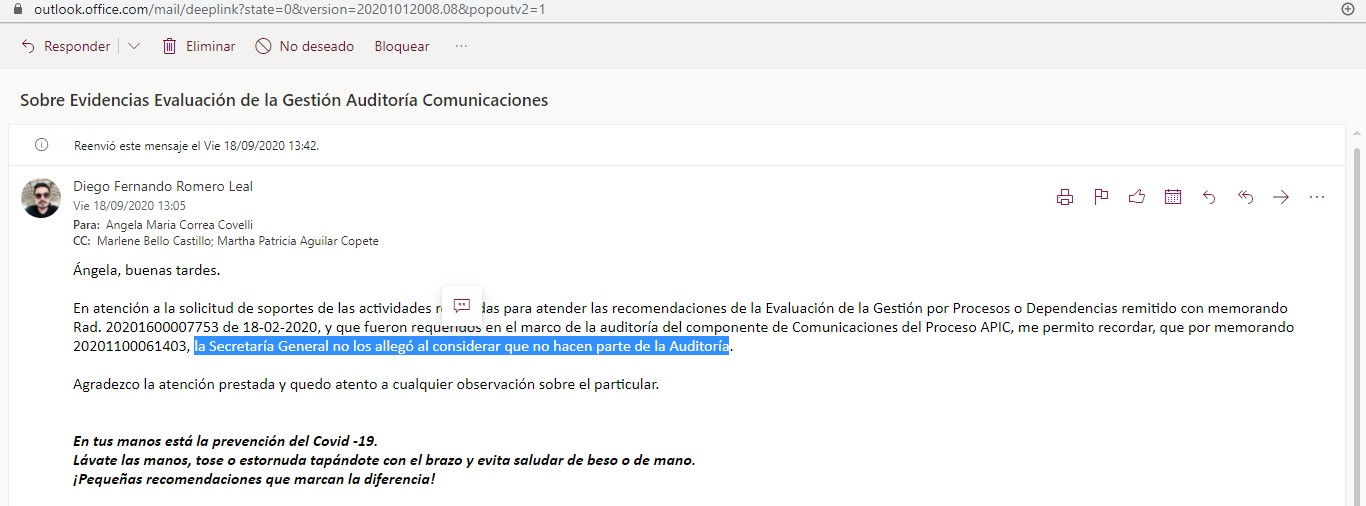 outlook.office.com/mail/deeplink?state=0&version=20201012008.08&popoutv2=1
Responder Eliminar No deseado Bloquear ...
Sobre Evidencias Evaluación de la Gestión Auditoría Comunicaciones
Reenvió este mensaje el Vie 18/09/2020 13:42.
Diego Fernando Romero Leal
Vie 18/09/2020 13:05
Para: Angela Maria Correa Covelli
CC: Marlene Bello Castillo; Martha Patricia Aguilar Copete
Ángela, buenas tardes.
En atención a la solicitud de soportes de las actividades para atender las recomendaciones de la Evaluación de la Gestión por Procesos o Dependencias remitido con memorando
Rad. 20201600007753 de 18-02-2020, y que fueron requeridos en el marco de la auditoría del componente de Comunicaciones del Proceso APIC, me permito recordar, que por memorando
20201100061403, la Secretaría General no los allegó al considerar que no hacen parte de la Auditoría.
Agradezco la atención prestada y quedo atento a cualquier observación sobre el particular.
En tus manos está la prevención del Covid -19.
Lávate las manos, tose o estornuda tapándote con el brazo y evita saludar de beso o de mano.
¡Pequeñas recomendaciones que marcan la diferencia!